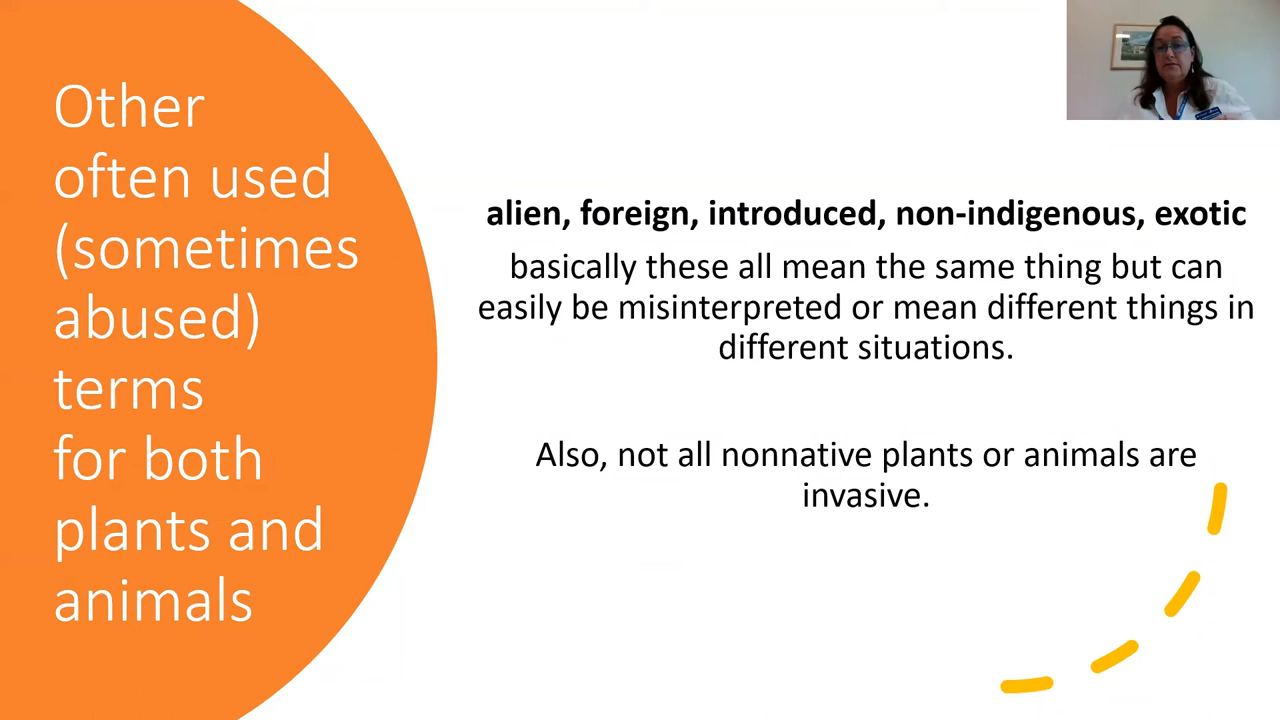 Other
often used
(sometimes
abused)
terms
for both
plants and
animals
alien, foreign, introduced, non-indigenous, exotic
basically these all mean the same thing but can
easily be misinterpreted or mean different things in
different situations.
Also, not all nonnative plants or animals are
invasive.